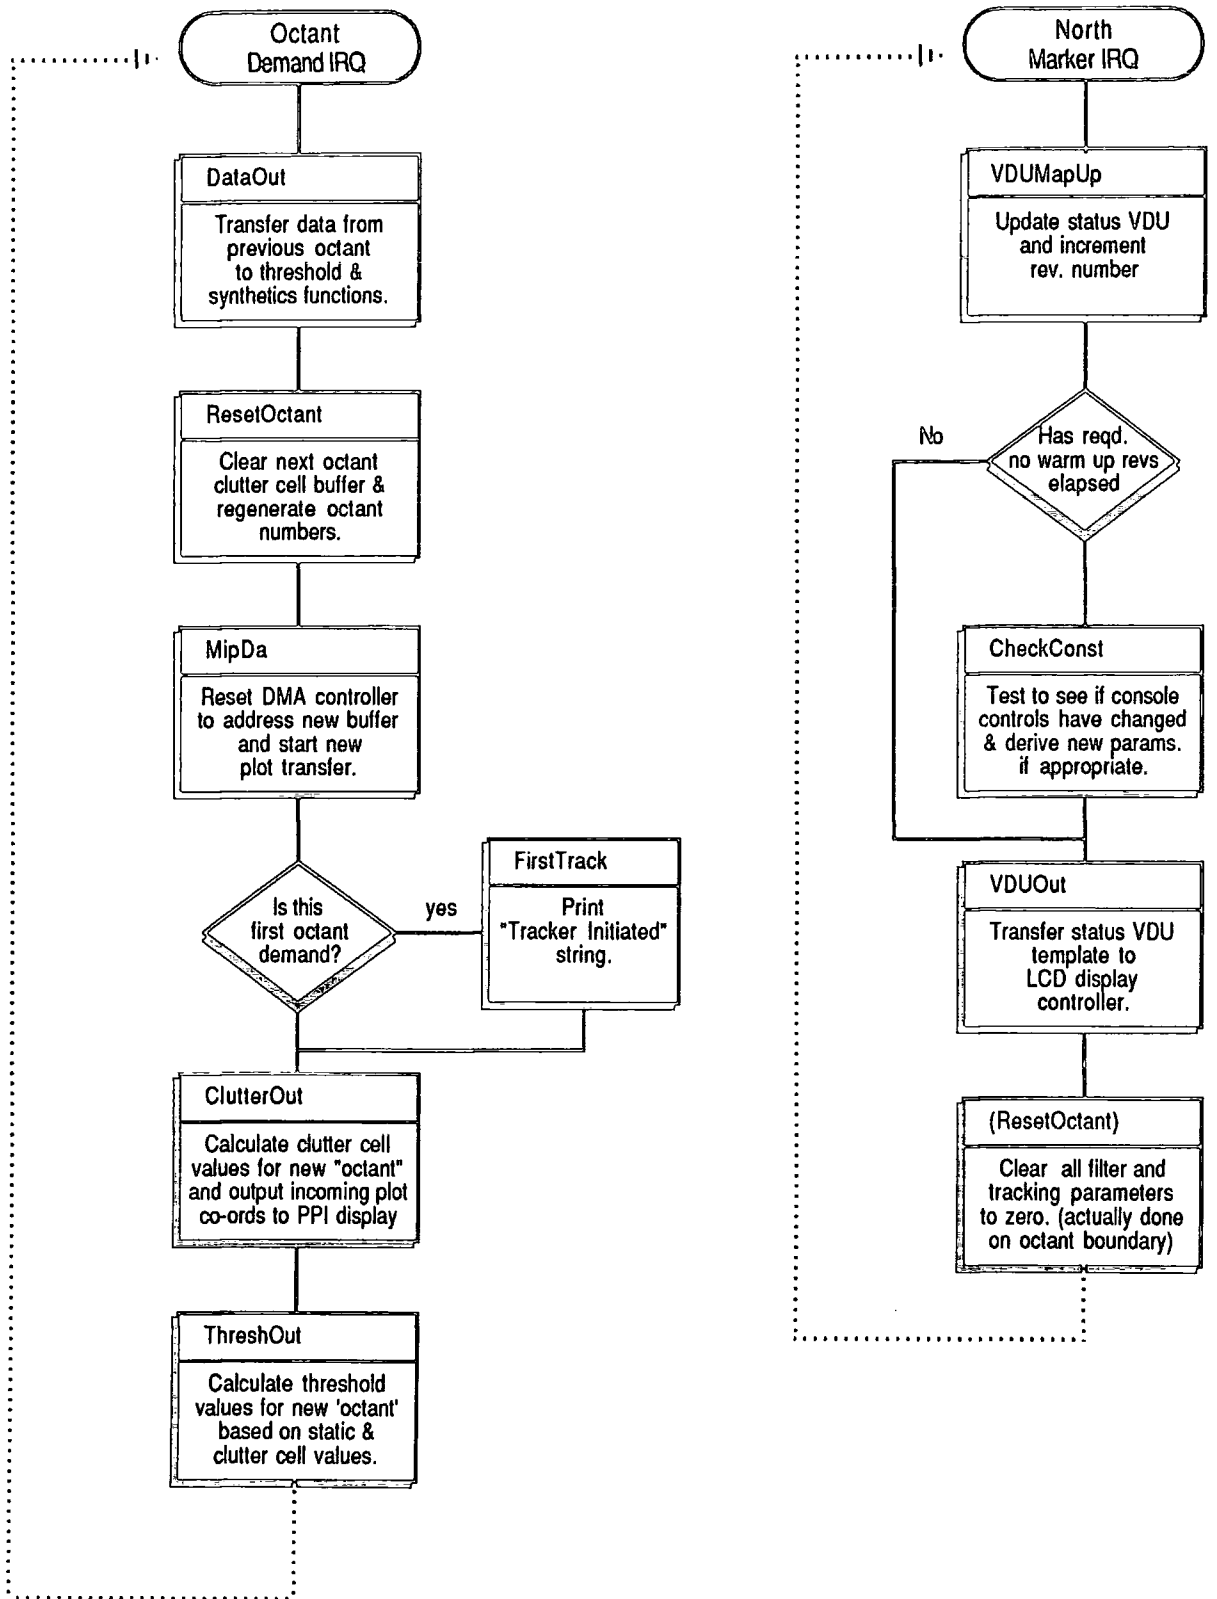 Octant
Demand IRQ
DataOut
Transfer data from
previous octant
to threshold &
synthetics functions.
ResetOctant
Clear next octant
clutter cell buffer &
regenerate octant
numbers.
MipDa
Reset DMA controller
to address new buffer
and start new
plot transfer.
Is this
first octant
demand?
yes
FirstTrack
Print
"Tracker Initiated"
string.
ClutterOut
Calculate clutter cell
values for new "octant"
and output incoming plot
co-ords to PPI display
ThreshOut
Calculate threshold
values for new 'octant'
based on static &
clutter cell values.
North
Marker IRQ
VDUMapUp
Update status VDU
and increment
rev. number
Has reqd.
no warm up revs
elapsed
No
CheckConst
Test to see if console
controls have changed
& derive new params.
if appropriate.
VDUOut
Transfer status VDU
template to
LCD display
controller.
(ResetOctant)
Clear all filter and
tracking parameters
to zero. (actually done
on octant boundary)